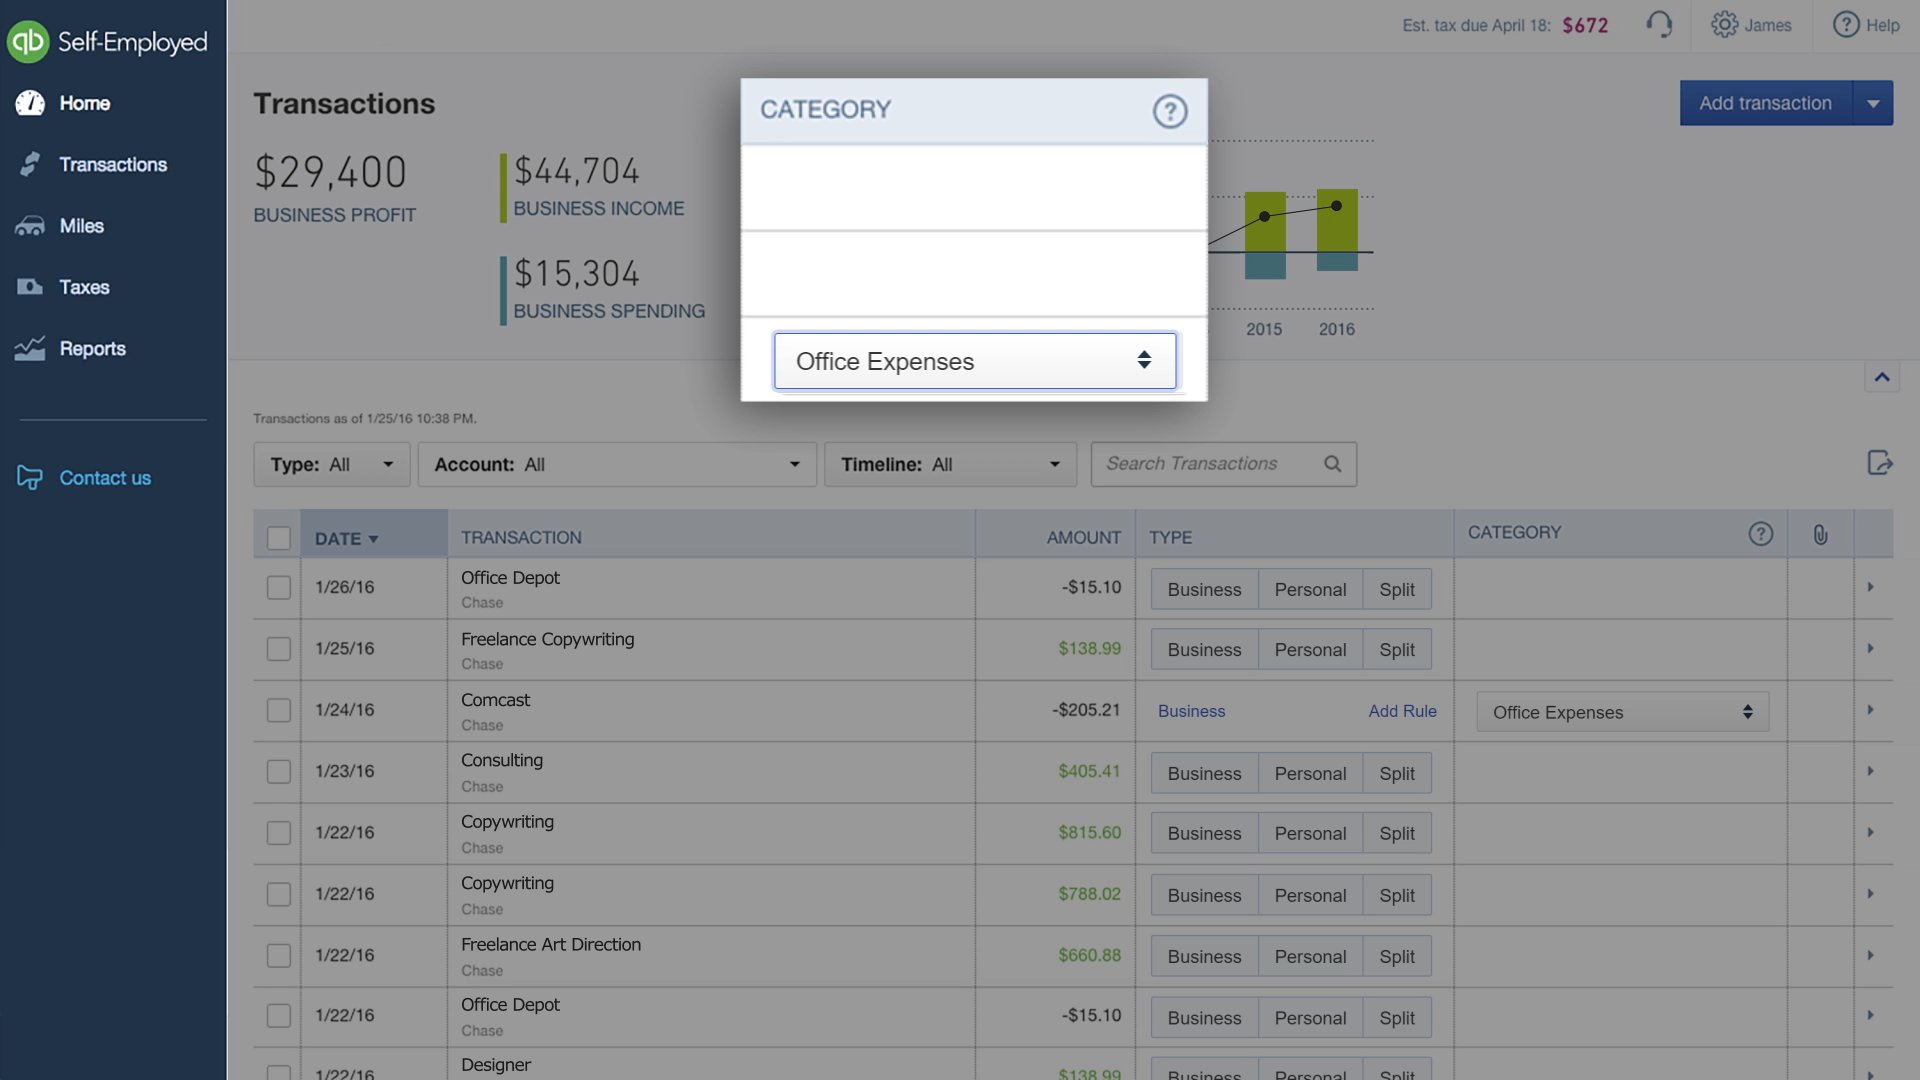 qb Self-Employed
Home
Transactions
Miles
Taxes
Reports
Contact us
Est. tax due April 18: $672
James
Help
Transactions
Add transaction
$29,400
BUSINESS PROFIT
$44,704
BUSINESS INCOME
$15,304
BUSINESS SPENDING
CATEGORY ?
Office Expenses
2015 2016
Transactions as of 1/25/16 10:38 PM.
Type: All Account: All Timeline: All Search Transactions
DATE TRANSACTION AMOUNT TYPE CATEGORY ?
1/26/16 Office Depot -$15.10 Business Personal Split
Chase
1/25/16 Freelance Copywriting $138.99 Business Personal Split
Chase
1/24/16 Comcast -$205.21 Business Add Rule Office Expenses
Chase
1/23/16 Consulting $405.41 Business Personal Split
Chase
1/22/16 Copywriting $815.60 Business Personal Split
Chase
1/22/16 Copywriting $788.02 Business Personal Split
Chase
1/22/16 Freelance Art Direction $660.88 Business Personal Split
Chase
1/22/16 Office Depot -$15.10 Business Personal Split
Chase
1/22/16 Designer $138.99 Business Personal Split